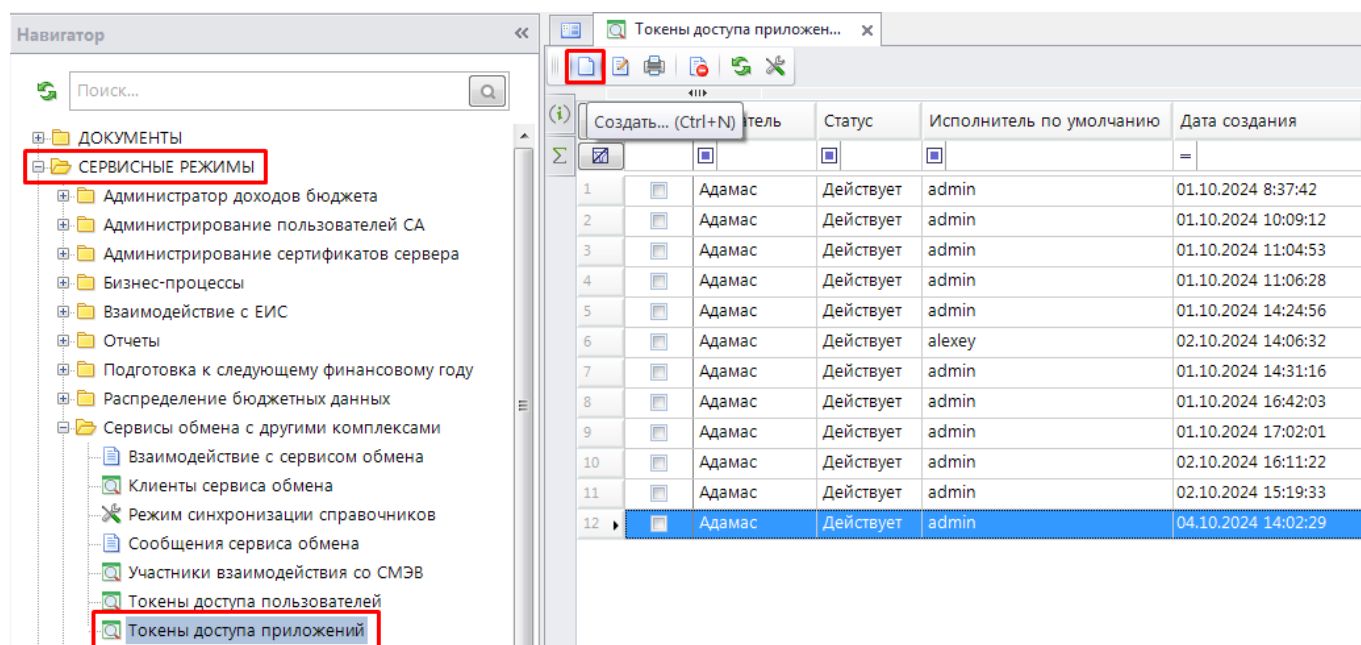 Навигатор
Поиск...
ДОКУМЕНТЫ
СЕРВИСНЫЕ РЕЖИМЫ
Администратор доходов бюджета
Администрирование пользователей СА
Администрирование сертификатов сервера
Бизнес-процессы
Взаимодействие с ЕИС
Отчеты
Подготовка к следующему финансовому году
Распределение бюджетных данных
Сервисы обмена с другими комплексами
Взаимодействие с сервисом обмена
Клиенты сервиса обмена
Режим синхронизации справочников
Сообщения сервиса обмена
Участники взаимодействия со СМЭВ
Токены доступа пользователей
Токены доступа приложений
Токены доступа приложен...
Создать... (Ctrl+N)
тель Статус Исполнитель по умолчанию Дата создания
=
1 Адамас Действует admin 01.10.2024 8:37:42
2 Адамас Действует admin 01.10.2024 10:09:12
3 Адамас Действует admin 01.10.2024 11:04:53
4 Адамас Действует admin 01.10.2024 11:06:28
5 Адамас Действует admin 01.10.2024 14:24:56
6 Адамас Действует alexey 02.10.2024 14:06:32
7 Адамас Действует admin 01.10.2024 14:31:16
8 Адамас Действует admin 01.10.2024 16:42:03
9 Адамас Действует admin 01.10.2024 17:02:01
10 Адамас Действует admin 02.10.2024 16:11:22
11 Адамас Действует admin 02.10.2024 15:19:33
12 Адамас Действует admin 04.10.2024 14:02:29